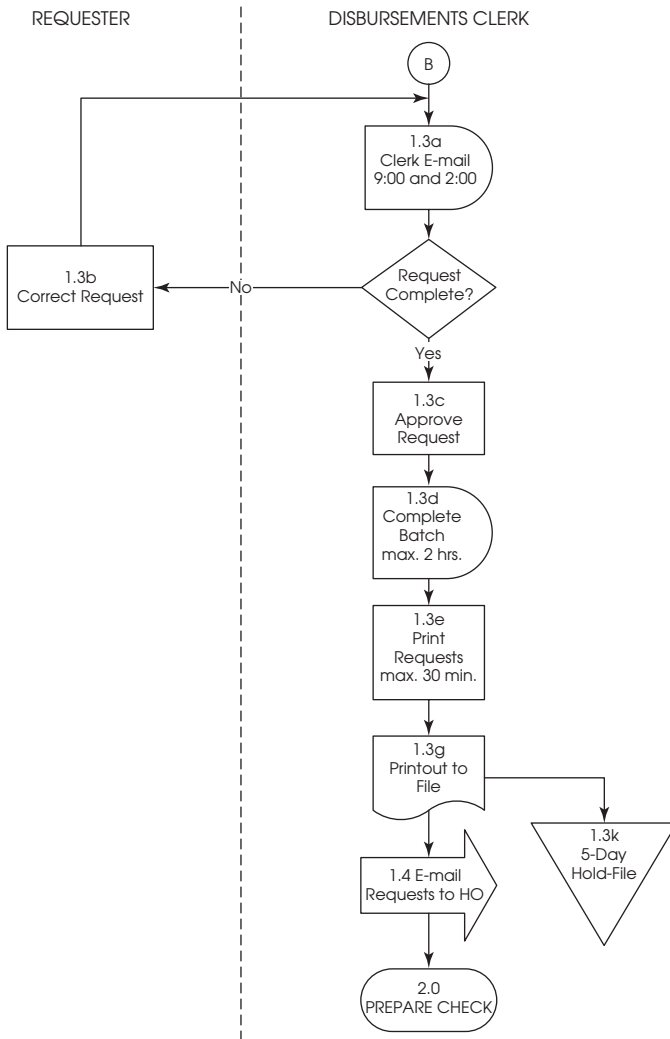 REQUESTER
DISBURSEMENTS CLERK
B
1.3a
Clerk E-mail
9:00 and 2:00
1.3b
Correct Request
No
Request
Complete?
Yes
1.3c
Approve
Request
1.3d
Complete
Batch
max. 2 hrs.
1.3e
Print
Requests
max. 30 min.
1.3g
Printout to
File
1.3k
5-Day
Hold-File
1.4 E-mail
Requests to HO
2.0
PREPARE CHECK